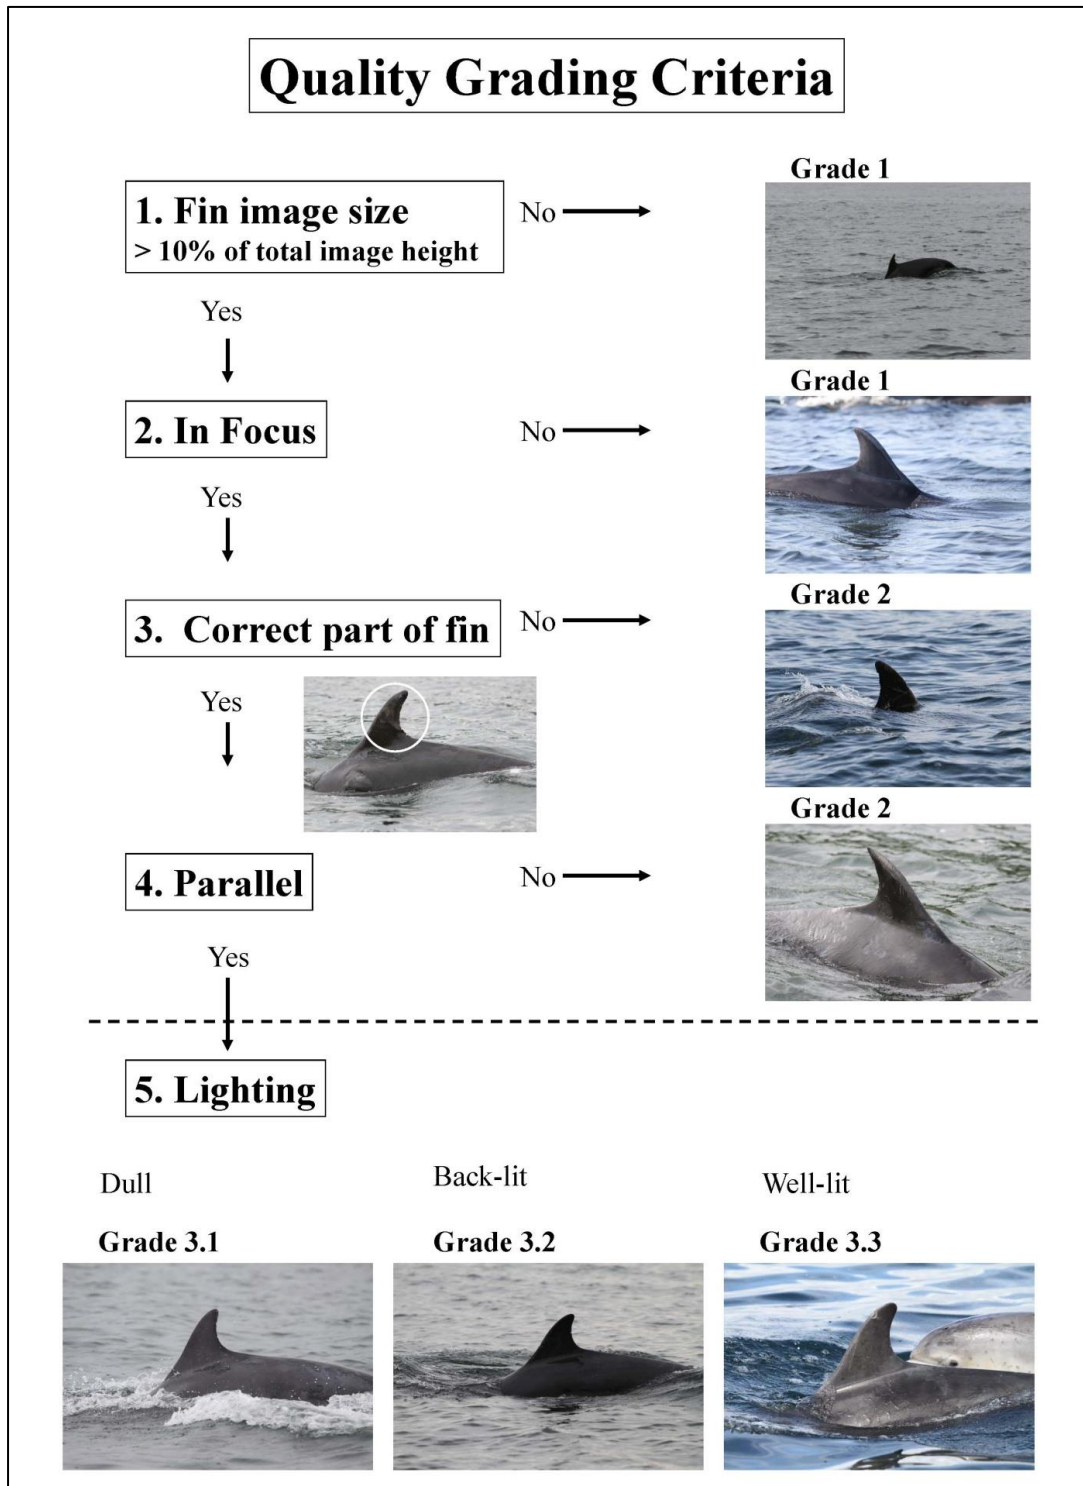 Quality Grading Criteria
Grade 1
1. Fin image size
> 10% of total image height
No
Yes
Grade 1
2. In Focus
No
Yes
Grade 2
3. Correct part of fin
No
Yes
Grade 2
4. Parallel
No
Yes
5. Lighting
Dull
Back-lit
Well-lit
Grade 3.1
Grade 3.2
Grade 3.3